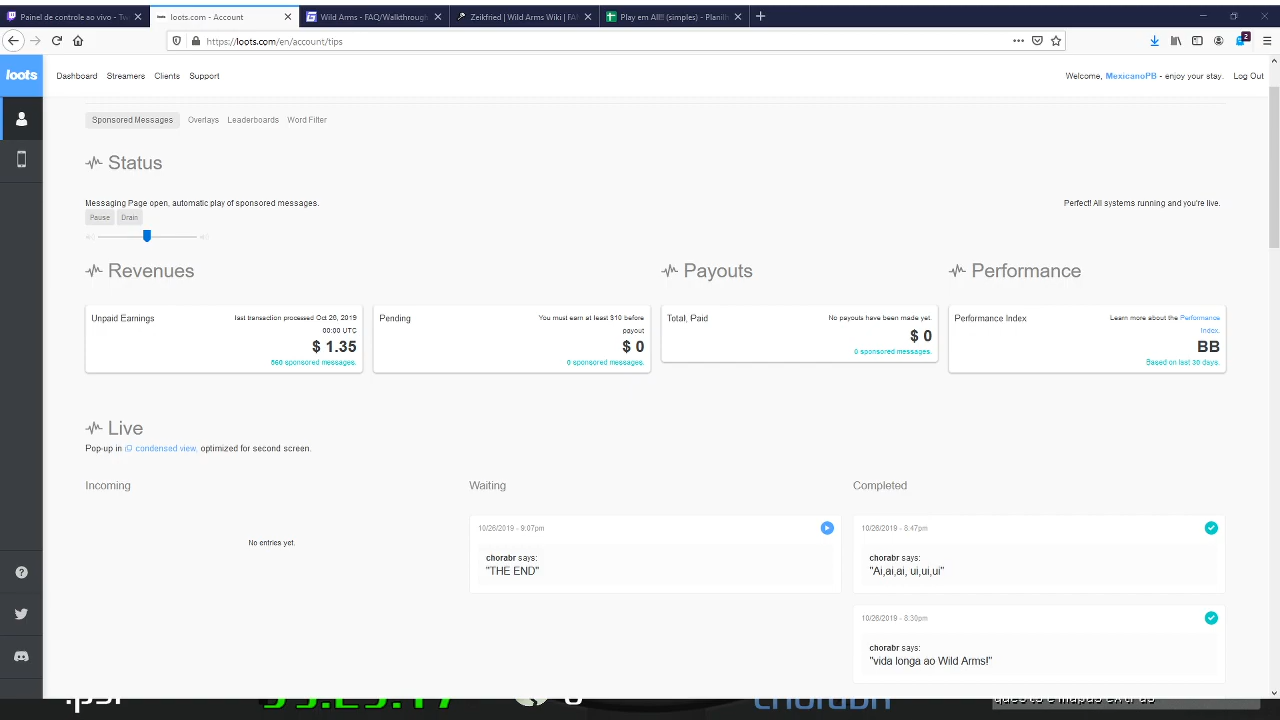 Painel de controle ao vivo - Tw
loots.com - Account
Wild Arms - FAQ/Walkthrough
Zeikfried | Wild Arms Wiki | FA
Play em All!! (simples) - Planilh
https://loots.com/en/account/tips
2
loots
Dashboard Streamers Clients Support
Welcome, MexicanoPB - enjoy your stay. Log Out
Sponsored Messages Overlays Leaderboards Word Filter
Status
Messaging Page open, automatic play of sponsored messages.
Perfect! All systems running and you're live.
Pause Drain
Revenues
Payouts
Performance
Unpaid Earnings
last transaction processed Oct 26, 2019
00:00 UTC
$ 1.35
560 sponsored messages.
Pending
You must earn at least $10 before
payout
$ 0
0 sponsored messages.
Total, Paid
No payouts have been made yet.
$ 0
0 sponsored messages.
Performance Index
Learn more about the Performance
Index.
BB
Based on last 30 days.
Live
Pop-up in condensed view, optimized for second screen.
Incoming
Waiting
Completed
No entries yet.
10/26/2019 - 9:07pm
chorabr says:
"THE END"
10/26/2019 - 8:47pm
chorabr says:
"Ai,ai,ai, ui,ui,ui"
10/26/2019 - 8:30pm
chorabr says:
"vida longa ao Wild Arms!"
chorabr